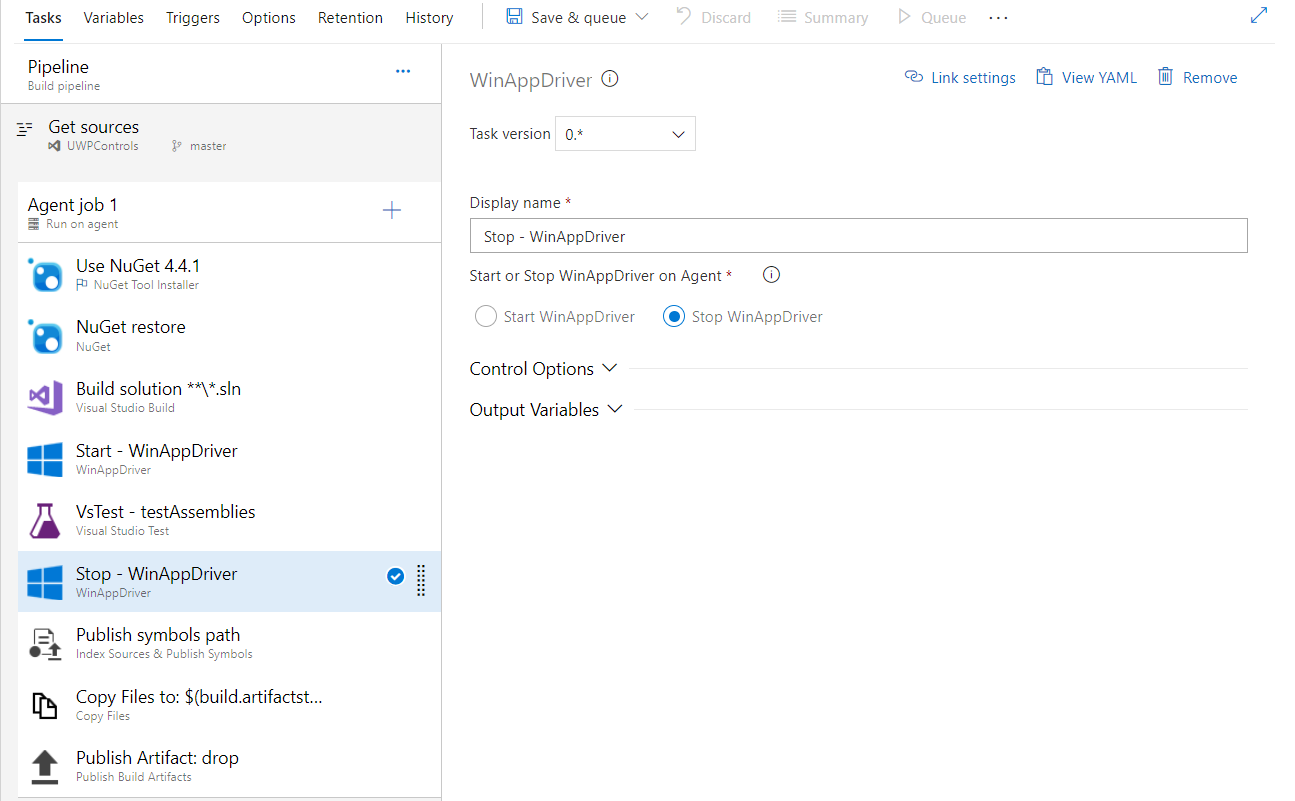 Tasks Variables Triggers Options Retention History Save & queue Discard Summary Queue ...
Pipeline
Build pipeline
Get sources
UWPControls master
Agent job 1
Run on agent
Use NuGet 4.4.1
NuGet Tool Installer
NuGet restore
NuGet
Build solution **\*.sln
Visual Studio Build
Start - WinAppDriver
WinAppDriver
VsTest - testAssemblies
Visual Studio Test
Stop - WinAppDriver
WinAppDriver
Publish symbols path
Index Sources & Publish Symbols
Copy Files to: $(build.artifactst...
Copy Files
Publish Artifact: drop
Publish Build Artifacts
WinAppDriver
Link settings View YAML Remove
Task version 0.*
Display name *
Stop - WinAppDriver
Start or Stop WinAppDriver on Agent *
Start WinAppDriver Stop WinAppDriver
Control Options
Output Variables